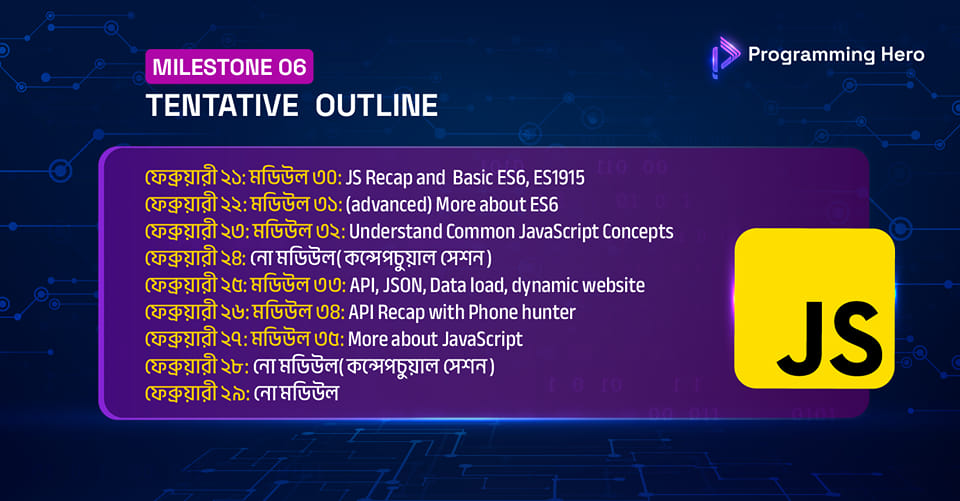 Programming Hero
MILESTONE 06
TENTATIVE OUTLINE
ফেব্রুয়ারী ২১: মডিউল ৩০: JS Recap and Basic ES6, ES1915
ফেব্রুয়ারী ২২: মডিউল ৩১: (advanced) More about ES6
ফেব্রুয়ারী ২৩: মডিউল ৩২: Understand Common JavaScript Concepts
ফেব্রুয়ারী ২৪: নো মডিউল( কন্সেপচুয়াল সেশন )
ফেব্রুয়ারী ২৫: মডিউল ৩৩: API, JSON, Data load, dynamic website
ফেব্রুয়ারী ২৬: মডিউল ৩৪: API Recap with Phone hunter
ফেব্রুয়ারী ২৭: মডিউল ৩৫: More about JavaScript
ফেব্রুয়ারী ২৮: নো মডিউল( কন্সেপচুয়াল সেশন )
ফেব্রুয়ারী ২৯: নো মডিউল
JS